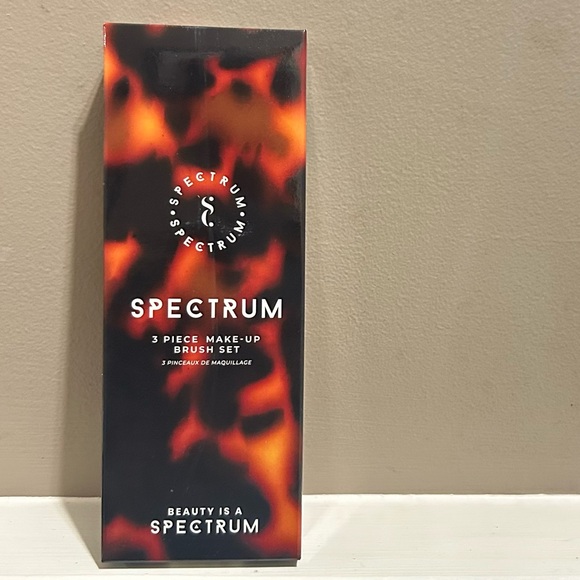 • SPECTRUM •
SPECTRUM
SPECTRUM
3 PIECE MAKE-UP
BRUSH SET
3 PINCEAUX DE MAQUILLAGE
BEAUTY IS A
SPECTRUM